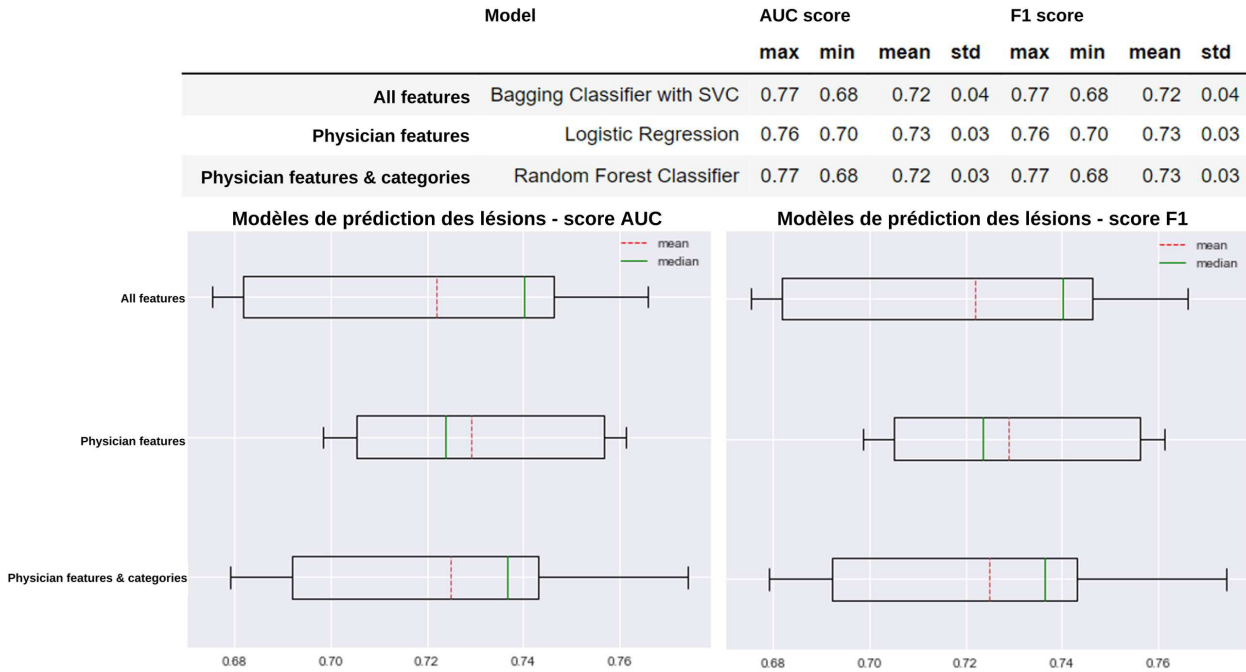 Model AUC score F1 score
max min mean std max min mean std
All features Bagging Classifier with SVC 0.77 0.68 0.72 0.04 0.77 0.68 0.72 0.04
Physician features Logistic Regression 0.76 0.70 0.73 0.03 0.76 0.70 0.73 0.03
Physician features & categories Random Forest Classifier 0.77 0.68 0.72 0.03 0.77 0.68 0.73 0.03
Modèles de prédiction des lésions - score AUC
mean
median
All features
Physician features
Physician features & categories
0.68 0.70 0.72 0.74 0.76
Modèles de prédiction des lésions - score F1
mean
median
0.68 0.70 0.72 0.74 0.76